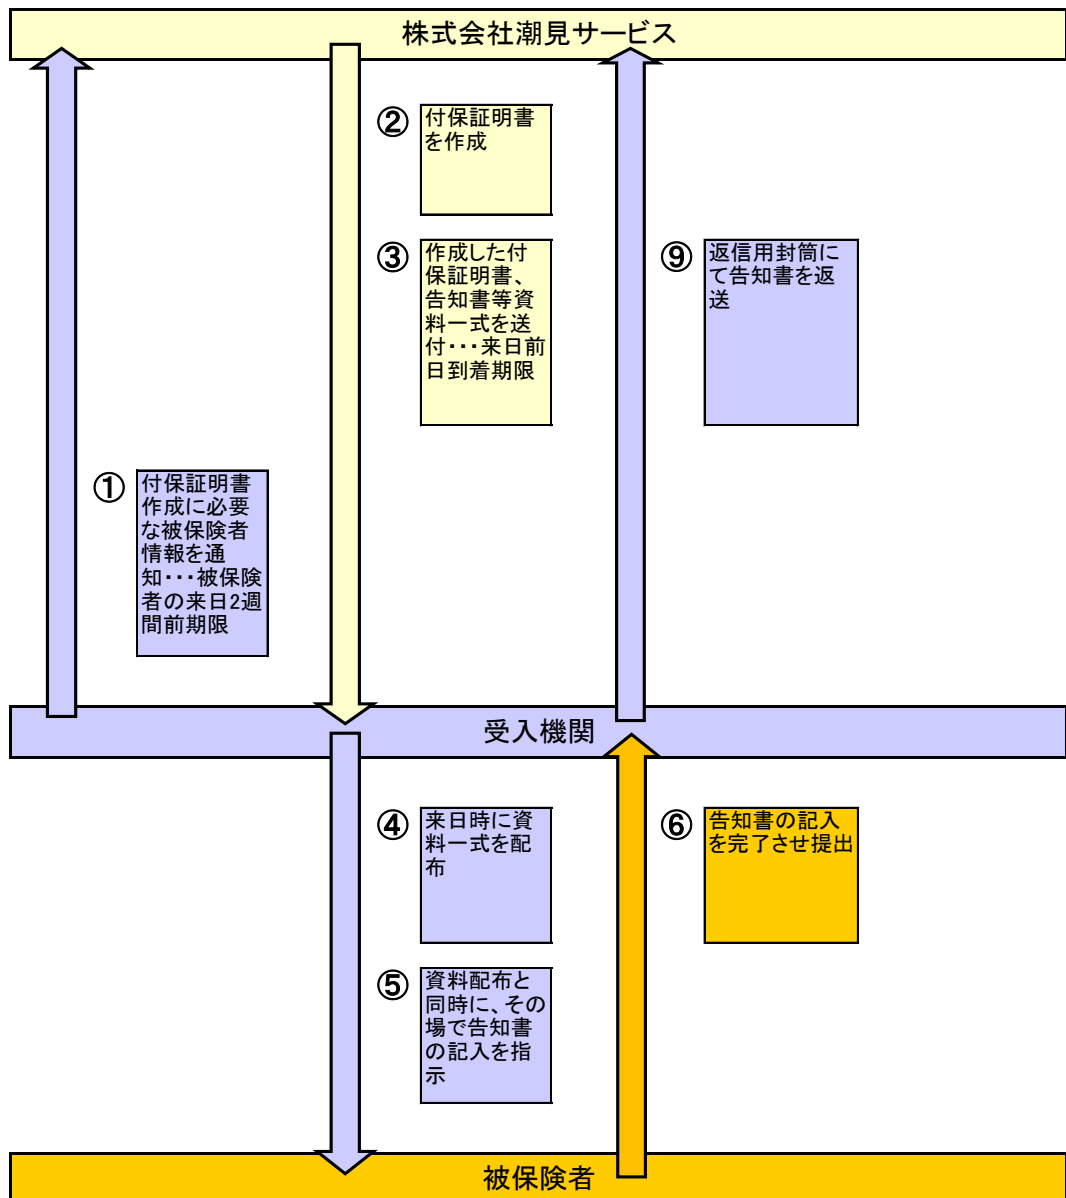 株式会社潮見サービス
②
付保証明書
を作成
③
作成した付
保証明書、
告知書等資
料一式を送
付・・・来日前
日到着期限
⑨
返信用封筒に
て告知書を返
送
①
付保証明書
作成に必要
な被保険者
情報を通
知・・・被保険
者の来日2週
間前期限
受入機関
④
来日時に資
料一式を配
布
⑥
告知書の記入
を完了させ提出
⑤
資料配布と
同時に、その
場で告知書
の記入を指
示
被保険者